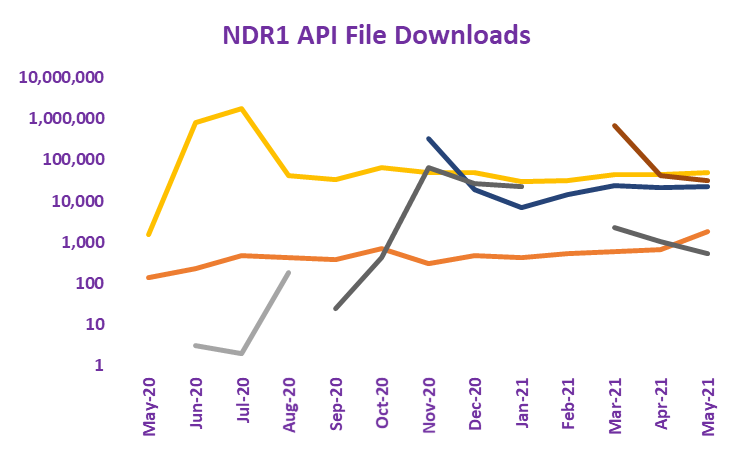 NDR1 API File Downloads
10,000,000
1,000,000
100,000
10,000
1,000
100
10
1
May-20
Jun-20
Jul-20
Aug-20
Sep-20
Oct-20
Nov-20
Dec-20
Jan-21
Feb-21
Mar-21
Apr-21
May-21